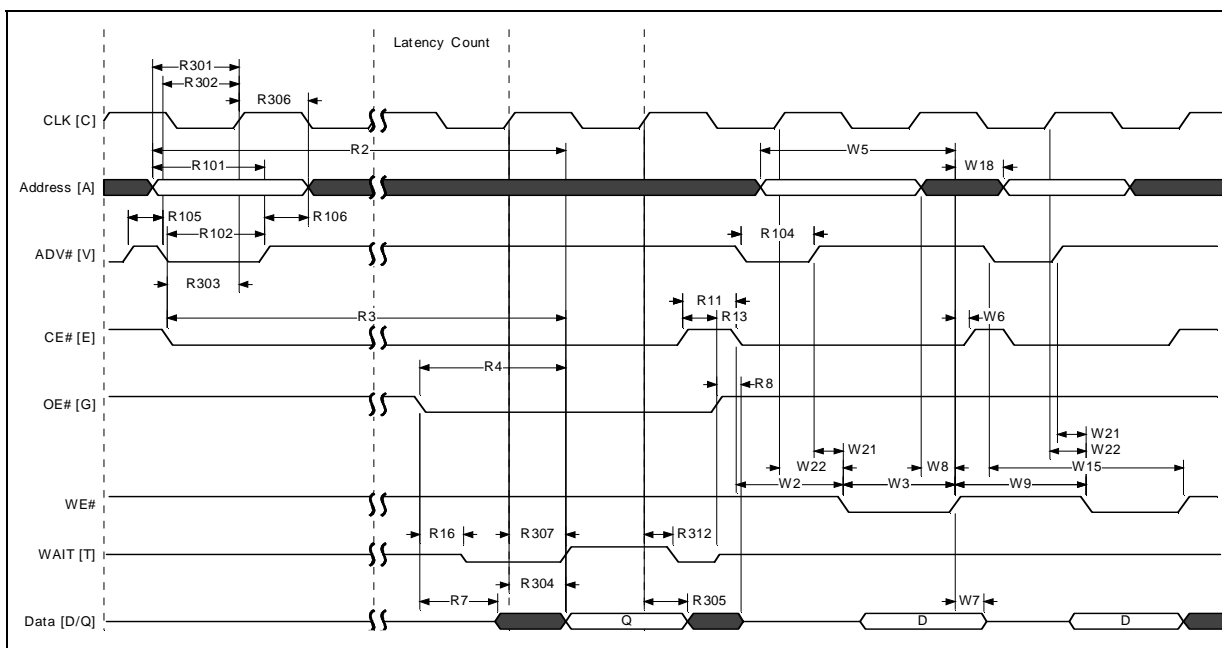 Latency Count
R301
R302
R306
CLK [C]
R2
W5
R101
W18
Address [A]
R105
R106
R102
R104
ADV# [V]
R303
R11
R3
R13
W6
CE# [E]
R4
R8
OE# [G]
W21
W21
W22
W8
W22
W15
W2
W3
W9
WE#
R16
R307
R312
WAIT [T]
R304
R7
R305
W7
Data [D/Q]
Q
D
D